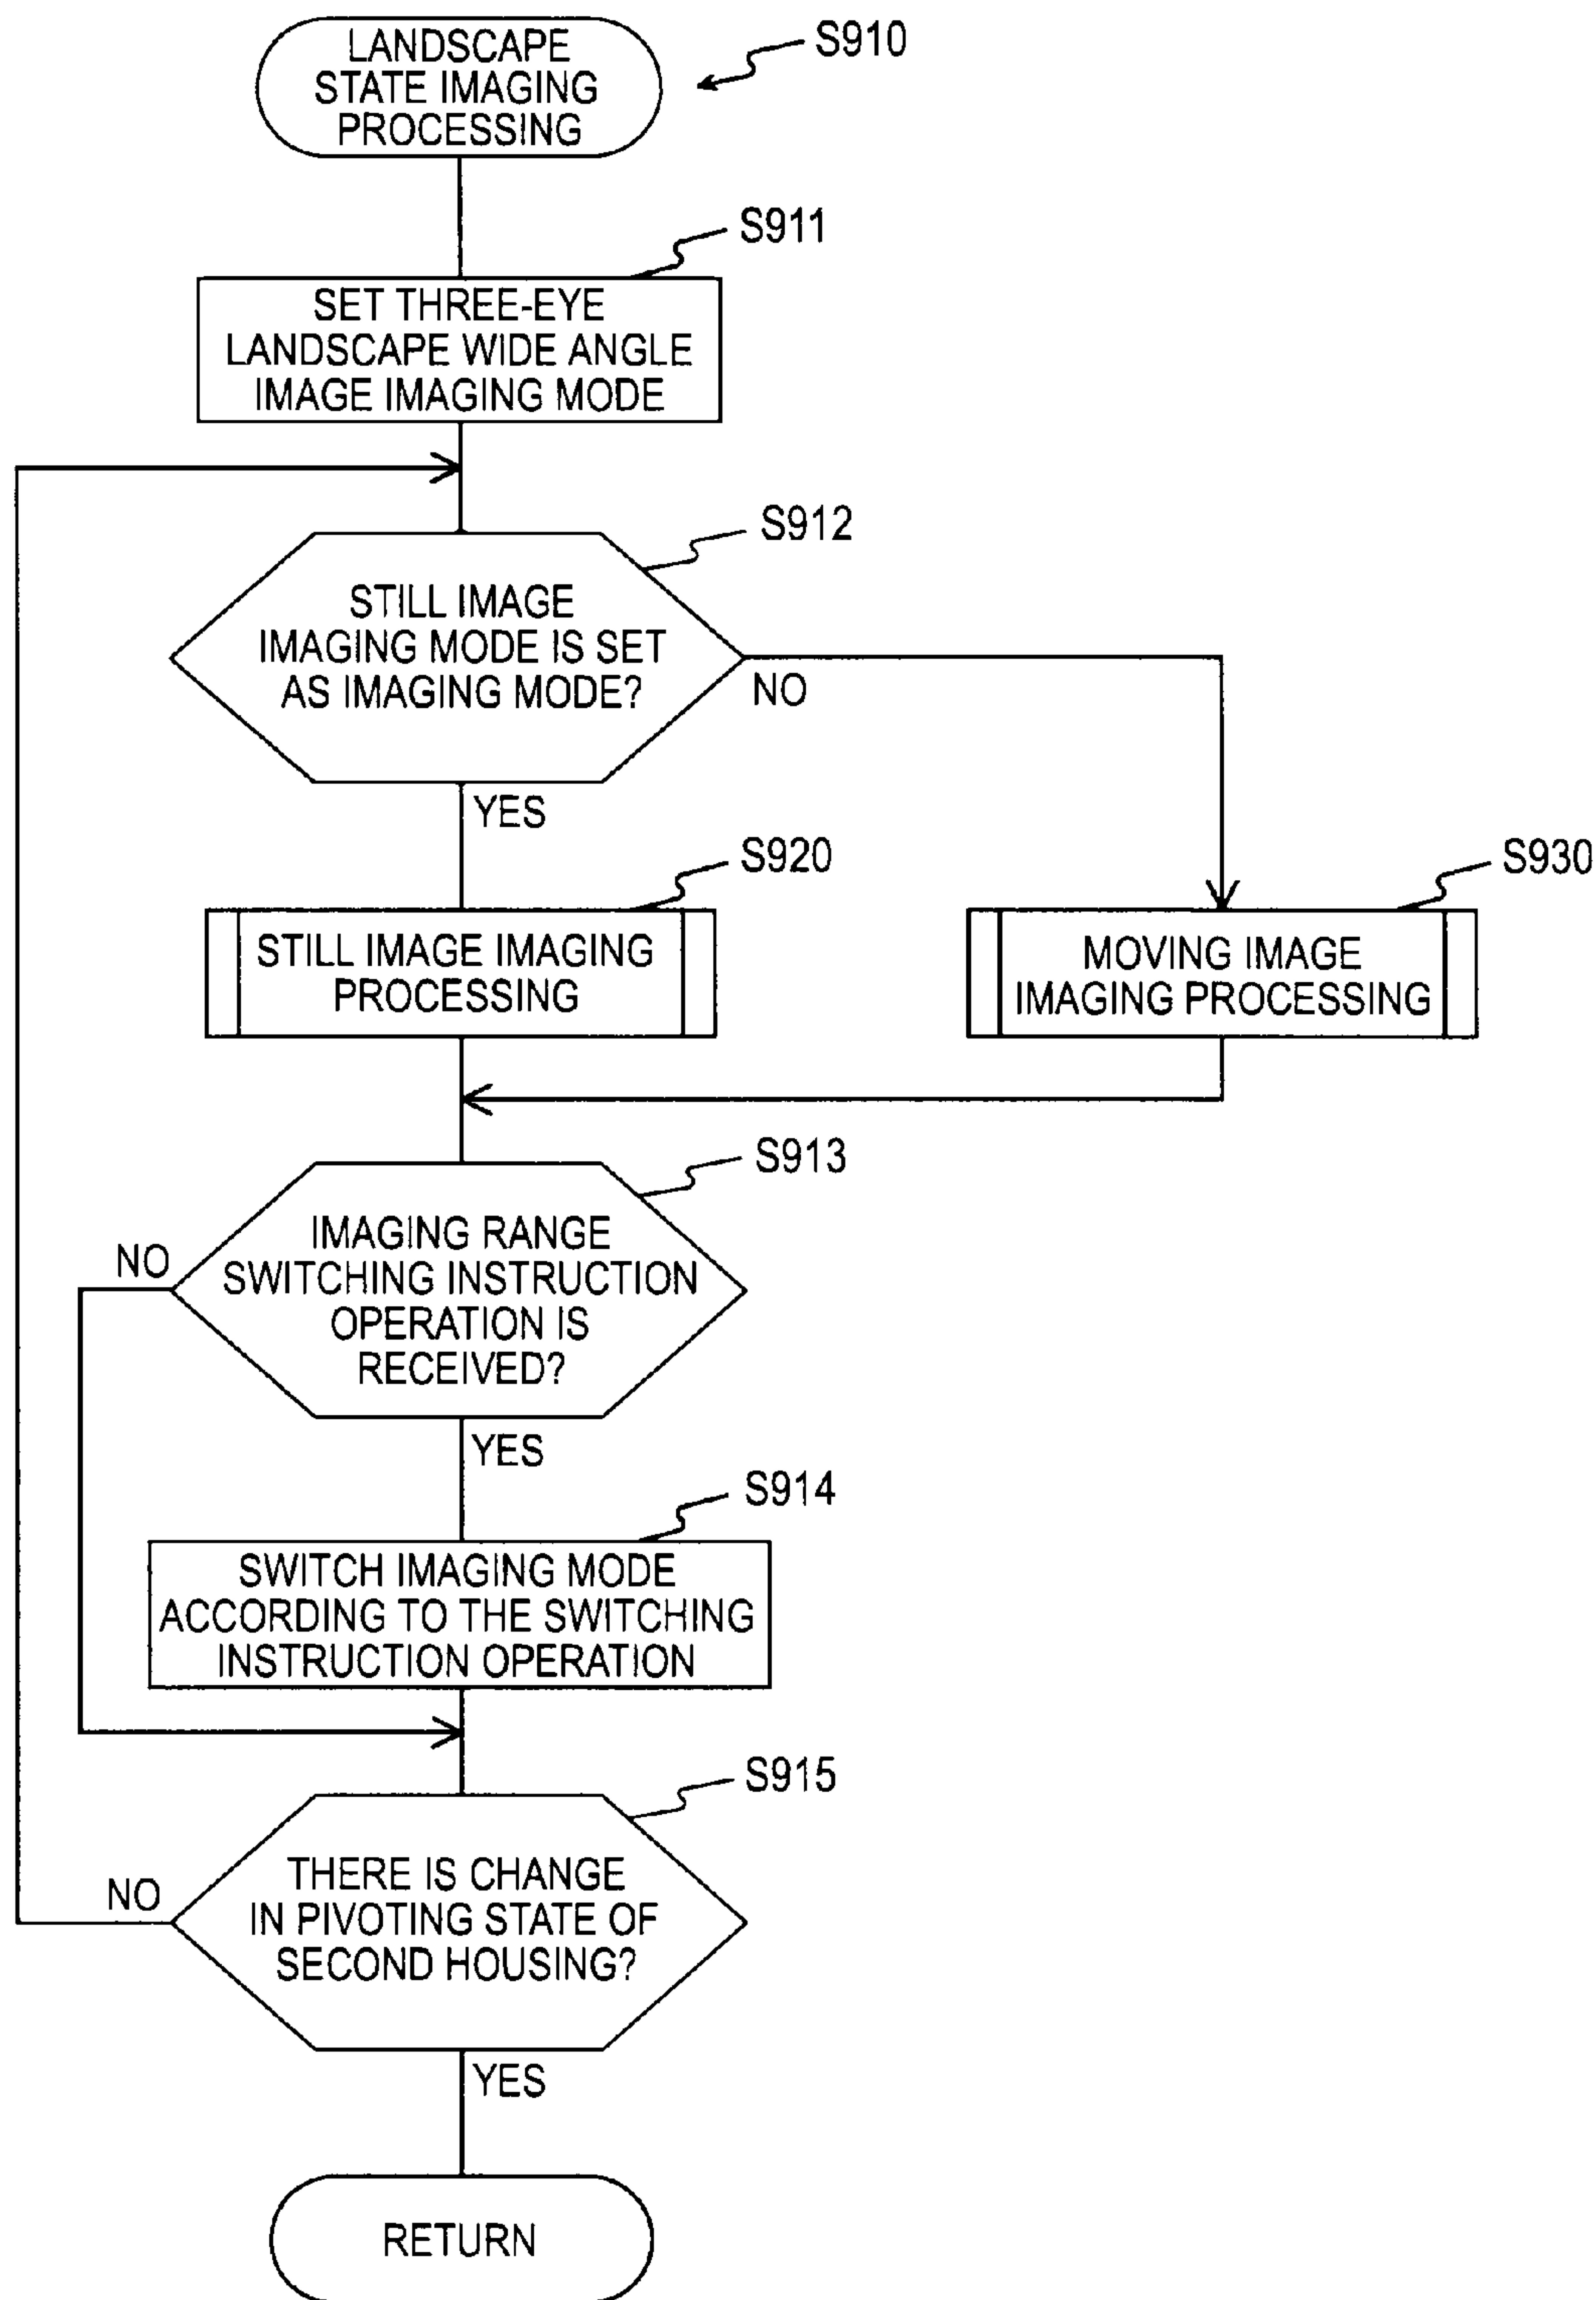 LANDSCAPE
STATE IMAGING
PROCESSING
S910
S911
SET THREE-EYE
LANDSCAPE WIDE ANGLE
IMAGE IMAGING MODE
S912
STILL IMAGE
IMAGING MODE IS SET
AS IMAGING MODE?
NO
YES
S920
STILL IMAGE IMAGING
PROCESSING
S930
MOVING IMAGE
IMAGING PROCESSING
S913
IMAGING RANGE
SWITCHING INSTRUCTION
OPERATION IS
RECEIVED?
NO
YES
S914
SWITCH IMAGING MODE
ACCORDING TO THE SWITCHING
INSTRUCTION OPERATION
S915
THERE IS CHANGE
IN PIVOTING STATE OF
SECOND HOUSING?
NO
YES
RETURN